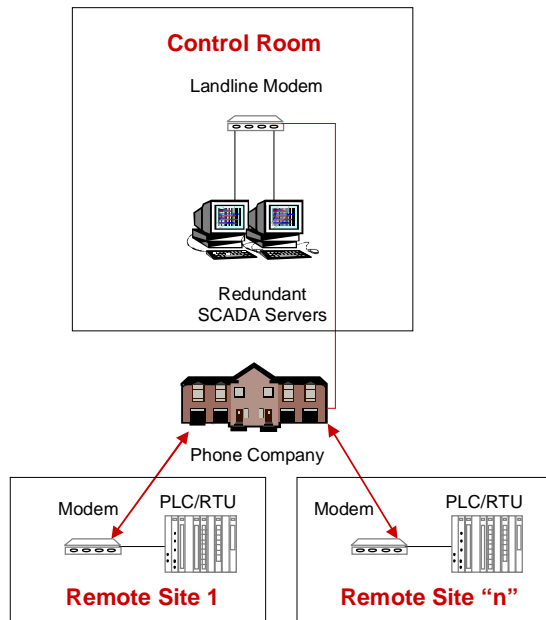 Control Room
Landline Modem
Redundant
SCADA Servers
Phone Company
Modem
PLC/RTU
Remote Site 1
Modem
PLC/RTU
Remote Site “n”